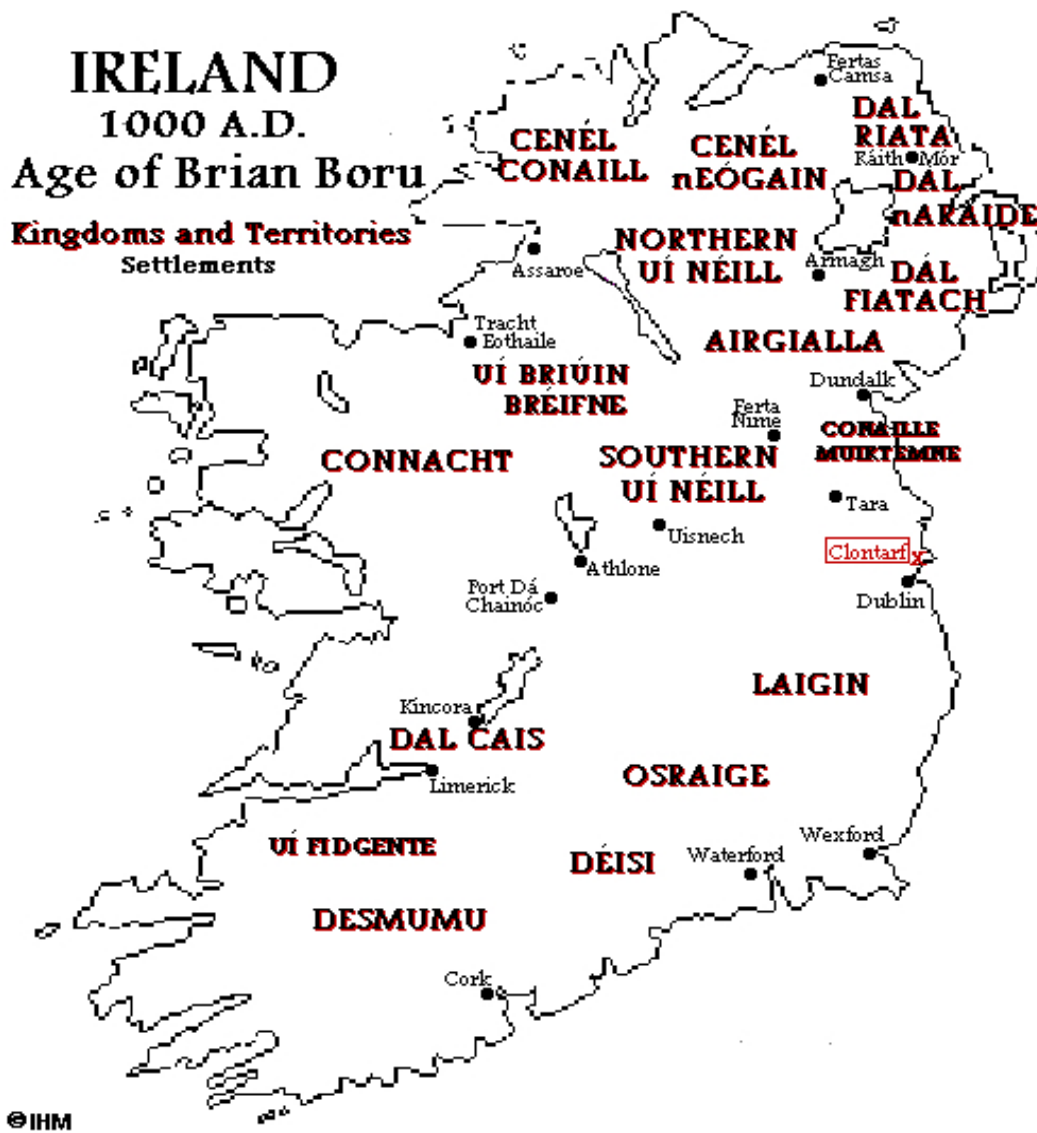 IRELAND
1000 A.D.
Age of Brian Boru
Kingdoms and Territories
Settlements
Fertas
Camsa
DAL
RIATA
CENÉL
CONAILL
CENÉL
nEÓGAIN
Ráith Mór
DAL
nARAIDE
NORTHERN
UÍ NÉILL
Assaroe
Armagh
DÁL
FIATACH
Tracht
Eothaile
AIRGIALLA
UÍ BRIÚIN
BRÉIFNE
Dundalk
Ferta
Nime
CONAILLE
MUIRTEMNE
CONNACHT
SOUTHERN
UÍ NÉILL
Tara
Uisnech
Clontarf x
Athlone
Dublin
Port Dá
Chainóc
LAIGIN
Kincora
DAL CAIS
Limerick
OSRAIGE
UÍ FIDGENTE
Wexford
DÉISI
Waterford
DESMUMU
Cork
©IHM